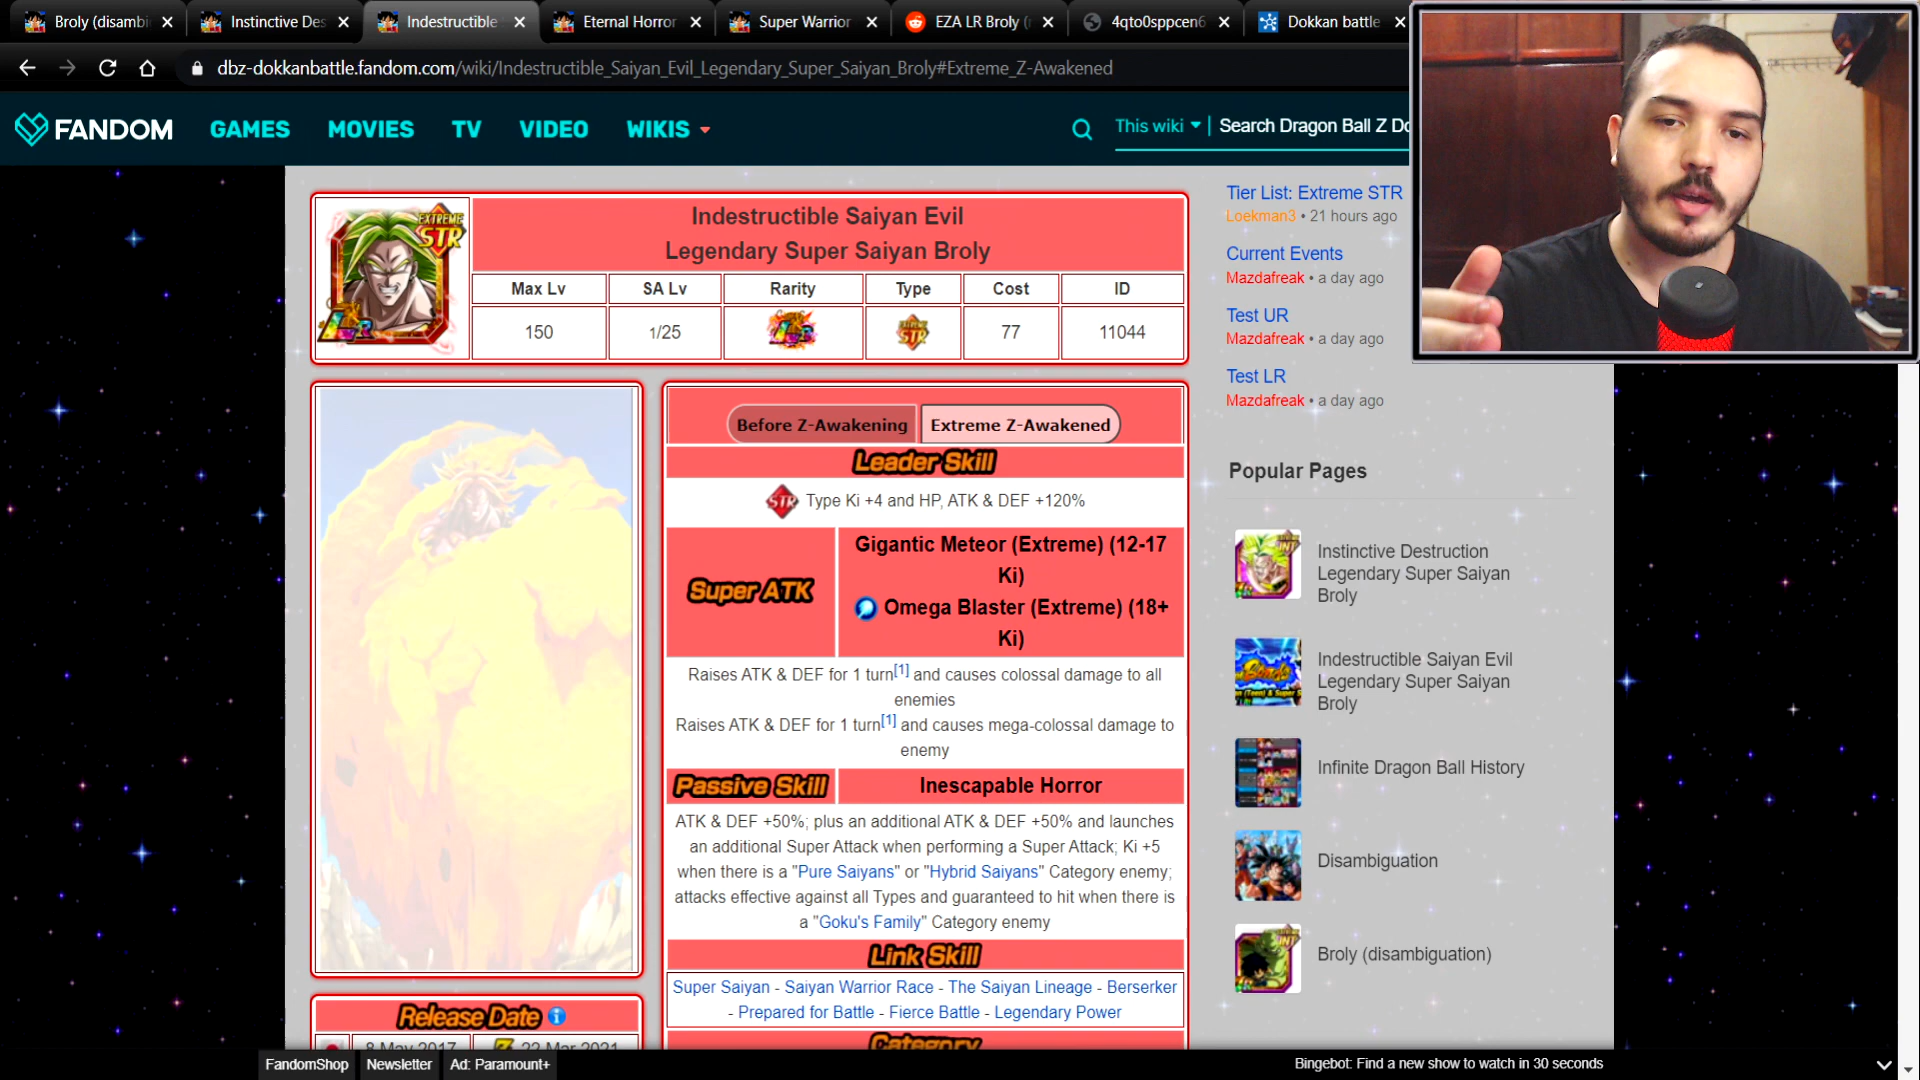 Broly (disambi
Instinctive Des
Indestructible
Eternal Horror
Super Warrior
EZA LR Broly (
4qto0sppcen6
Dokkan battle
dbz-dokkanbattle.fandom.com/wiki/Indestructible_Saiyan_Evil_Legendary_Super_Saiyan_Broly#Extreme_Z-Awakened
FANDOM
GAMES
MOVIES
TV
VIDEO
WIKIS
This wiki
Search Dragon Ball Z Do
EXTREME
STR
LR
Indestructible Saiyan Evil
Legendary Super Saiyan Broly
Max Lv
SA Lv
Rarity
Type
Cost
ID
150
1/25
LR
EXTREME
STR
77
11044
Before Z-Awakening
Extreme Z-Awakened
Leader Skill
STR Type Ki +4 and HP, ATK & DEF +120%
Super ATK
Gigantic Meteor (Extreme) (12-17
Ki)
Omega Blaster (Extreme) (18+
Ki)
Raises ATK & DEF for 1 turn[1] and causes colossal damage to all
enemies
Raises ATK & DEF for 1 turn[1] and causes mega-colossal damage to
enemy
Passive Skill
Inescapable Horror
ATK & DEF +50%; plus an additional ATK & DEF +50% and launches
an additional Super Attack when performing a Super Attack; Ki +5
when there is a "Pure Saiyans" or "Hybrid Saiyans" Category enemy;
attacks effective against all Types and guaranteed to hit when there is
a "Goku's Family" Category enemy
Link Skill
Super Saiyan - Saiyan Warrior Race - The Saiyan Lineage - Berserker
- Prepared for Battle - Fierce Battle - Legendary Power
Category
Release Date
8 May 2017
22 Mar 2021
Tier List: Extreme STR
Loekman3 • 21 hours ago
Current Events
Mazdafreak • a day ago
Test UR
Mazdafreak • a day ago
Test LR
Mazdafreak • a day ago
Popular Pages
Instinctive Destruction
Legendary Super Saiyan
Broly
Indestructible Saiyan Evil
Legendary Super Saiyan
Broly
Infinite Dragon Ball History
Disambiguation
Broly (disambiguation)
FandomShop
Newsletter
Ad: Paramount+
Bingebot: Find a new show to watch in 30 seconds